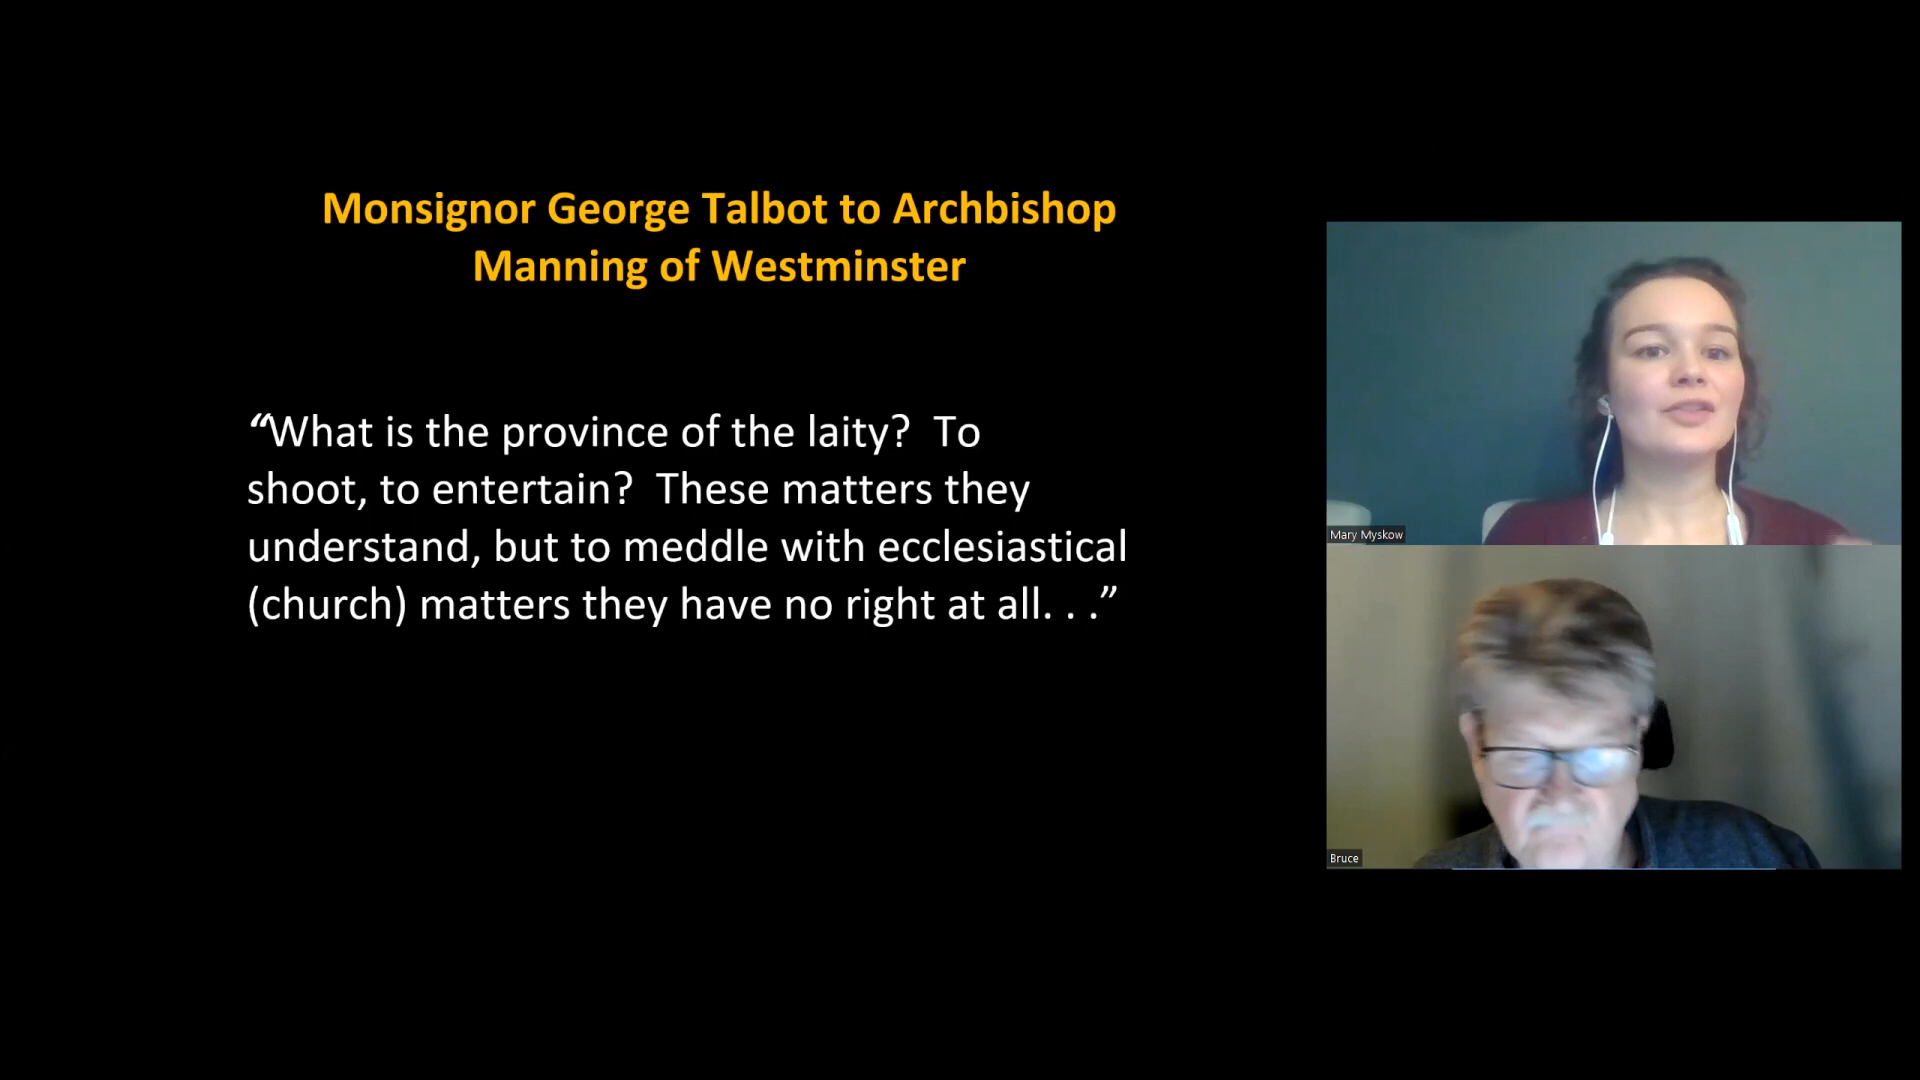 Monsignor George Talbot to Archbishop
Manning of Westminster
“What is the province of the laity?  To
shoot, to entertain?  These matters they
understand, but to meddle with ecclesiastical
(church) matters they have no right at all. . .”
Mary Myskow
Bruce